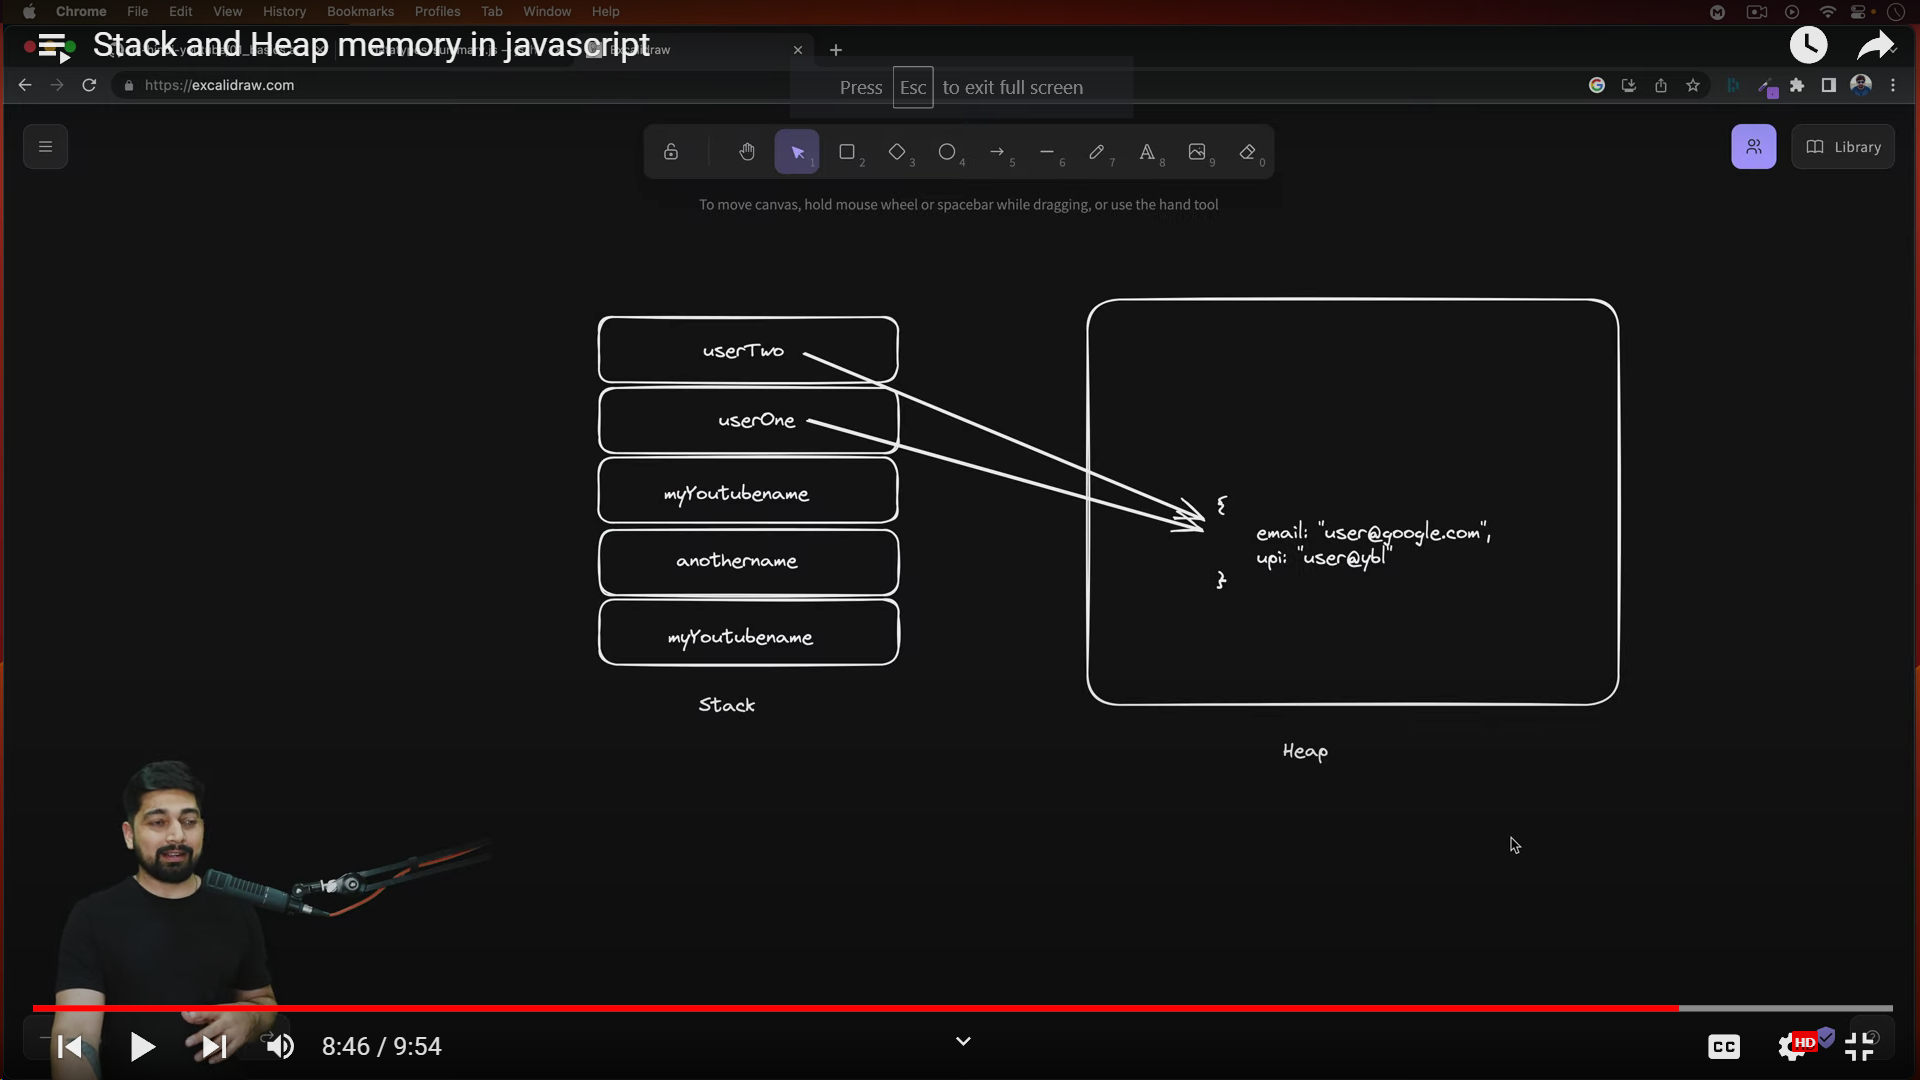 Chrome File Edit View History Bookmarks Profiles Tab Window Help
Stack and Heap memory in javascript
https://excalidraw.com
Press Esc to exit full screen
1 2 3 4 5 6 7 8 9 0
Library
To move canvas, hold mouse wheel or spacebar while dragging, or use the hand tool
userTwo
userOne
myYoutubename
anothername
myYoutubename
Stack
{
email: "user@google.com",
upi: "user@ybl"
}
Heap
8:46 / 9:54
CC
HD